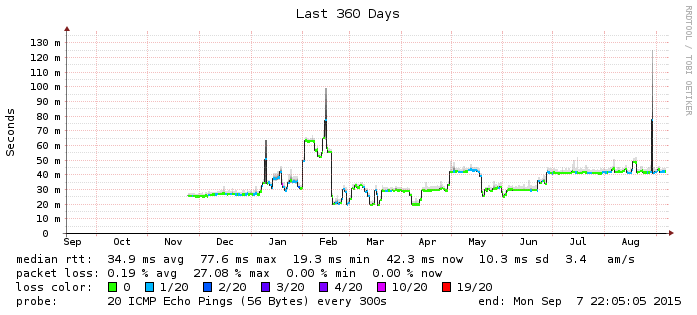 Last 360 Days
RRDTOOL / TOBI OETIKER
Seconds
130 m
120 m
110 m
100 m
90 m
80 m
70 m
60 m
50 m
40 m
30 m
20 m
10 m
0
Sep Oct Nov Dec Jan Feb Mar Apr May Jun Jul Aug
median rtt: 34.9 ms avg 77.6 ms max 19.3 ms min 42.3 ms now 10.3 ms sd 3.4 am/s
packet loss: 0.19 % avg 27.08 % max 0.00 % min 0.00 % now
loss color: 0 1/20 2/20 3/20 4/20 10/20 19/20
probe: 20 ICMP Echo Pings (56 Bytes) every 300s end: Mon Sep 7 22:05:05 2015